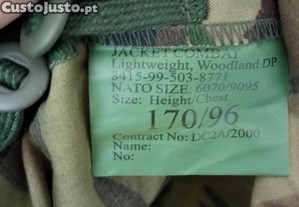 CustoJusto.pt
JACKET COMBAT
Lightweight, Woodland DP
8415-99-503-8771
NATO SIZE: 6070/9095
Size: Height/Chest
170/96
Contract No: DC2A/2000
Name:
No: